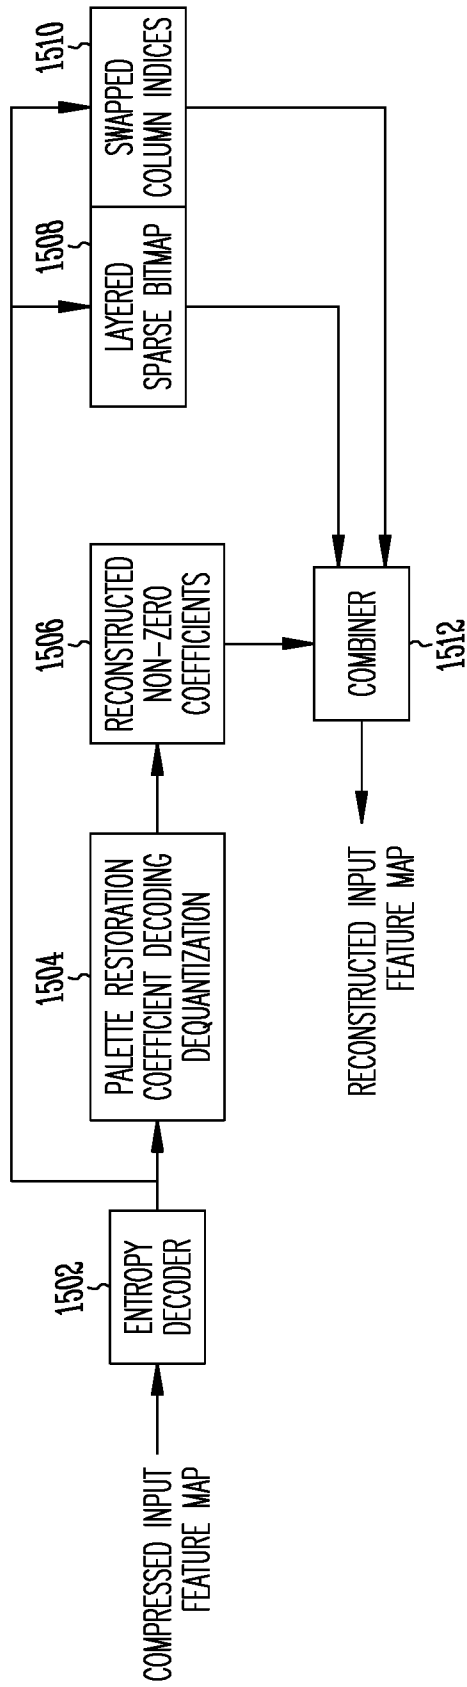 COMPRESSED INPUT
FEATURE MAP
1502
ENTROPY
DECODER
1504
PALETTE RESTORATION
COEFFICIENT DECODING
DEQUANTIZATION
1506
RECONSTRUCTED
NON-ZERO
COEFFICIENTS
1508
LAYERED
SPARSE BITMAP
1510
SWAPPED
COLUMN INDICES
COMBINER
1512
RECONSTRUCTED INPUT
FEATURE MAP